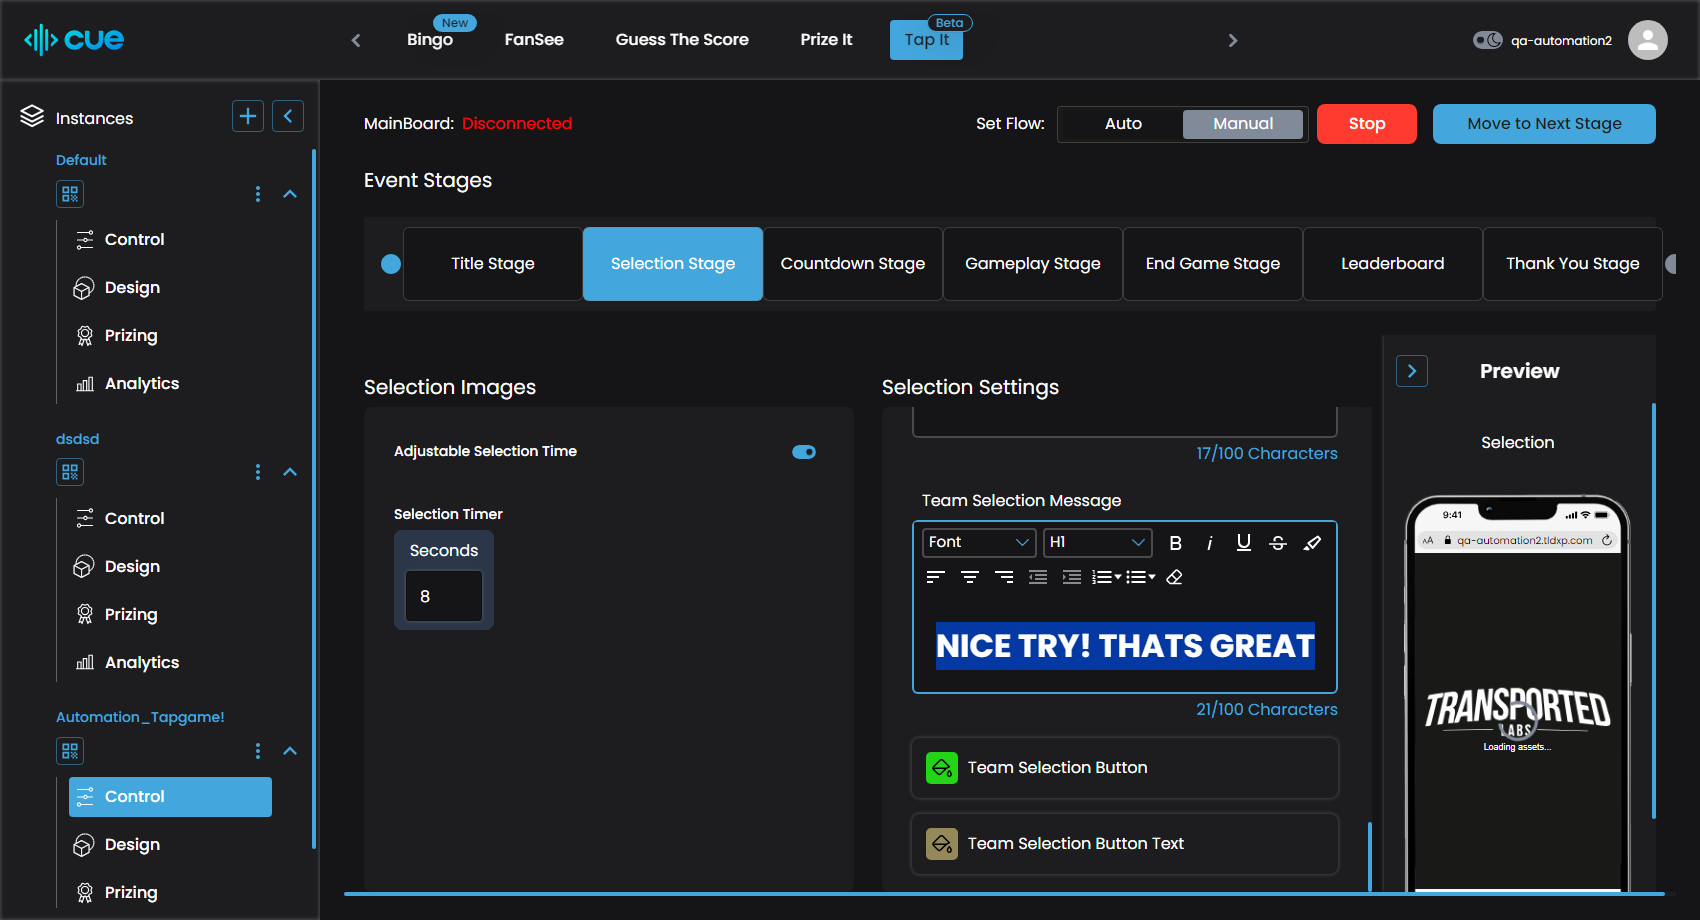 cue
New
Bingo
FanSee
Guess The Score
Prize It
Beta
Tap It
qa-automation2
Instances
Default
Control
Design
Prizing
Analytics
dsdsd
Control
Design
Prizing
Analytics
Automation_Tapgame!
Control
Design
Prizing
MainBoard: Disconnected
Set Flow:
Auto
Manual
Stop
Move to Next Stage
Event Stages
Title Stage
Selection Stage
Countdown Stage
Gameplay Stage
End Game Stage
Leaderboard
Thank You Stage
Selection Images
Adjustable Selection Time
Selection Timer
Seconds
8
Selection Settings
17/100 Characters
Team Selection Message
Font
H1
B
i
U
S
NICE TRY! THATS GREAT
21/100 Characters
Team Selection Button
Team Selection Button Text
Preview
Selection
9:41
AA
qa-automation2.tldxp.com
TRANSPORTED
LABS
Loading assets...